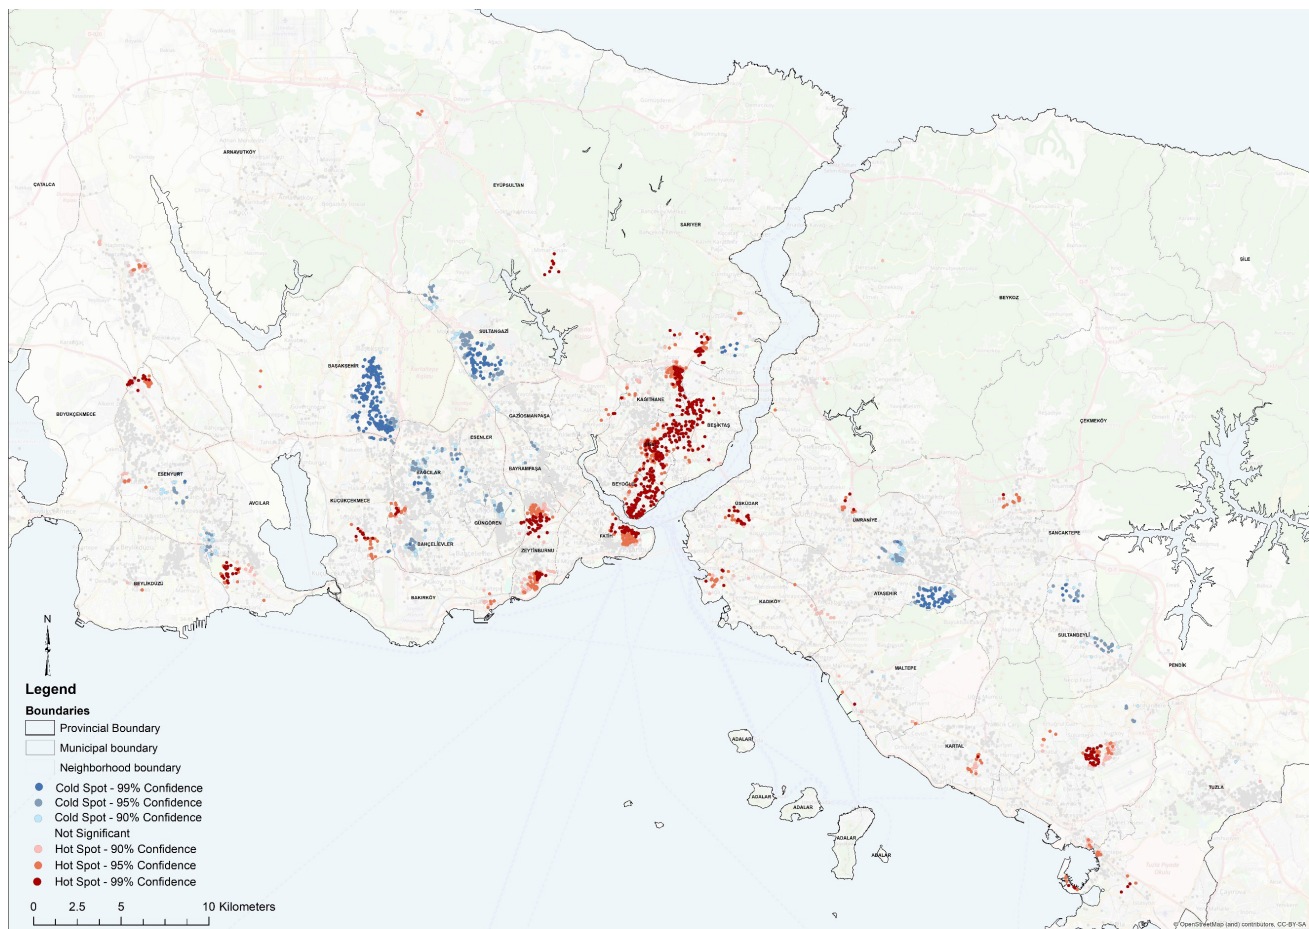 ARNAVUTKÖY
ÇATALCA
EYÜPSULTAN
SARIYER
ŞİLE
BEYKOZ
SULTANGAZİ
BAŞAKŞEHİR
KAĞITHANE
BÜYÜKÇEKMECE
GAZİOSMANPAŞA
BEŞİKTAŞ
ÇEKMEKÖY
ESENLER
BAYRAMPAŞA
ESENYURT
BAĞCILAR
BEYOĞLU
AVCILAR
KÜÇÜKÇEKMECE
ÜSKÜDAR
ÜMRANİYE
GÜNGÖREN
FATİH
SANCAKTEPE
BAHÇELİEVLER
ZEYTİNBURNU
BEYLİKDÜZÜ
BAKIRKÖY
KADIKÖY
ATAŞEHİR
SULTANBEYLİ
PENDİK
MALTEPE
N
Legend
Boundaries
Provincial Boundary
Municipal boundary
Neighborhood boundary
Cold Spot - 99% Confidence
Cold Spot - 95% Confidence
Cold Spot - 90% Confidence
Not Significant
Hot Spot - 90% Confidence
Hot Spot - 95% Confidence
Hot Spot - 99% Confidence
0 2.5 5 10 Kilometers
ADALAR
KARTAL
TUZLA
ADALAR
ADALAR
ADALAR
ADALAR
© OpenStreetMap (and) contributors, CC-BY-SA